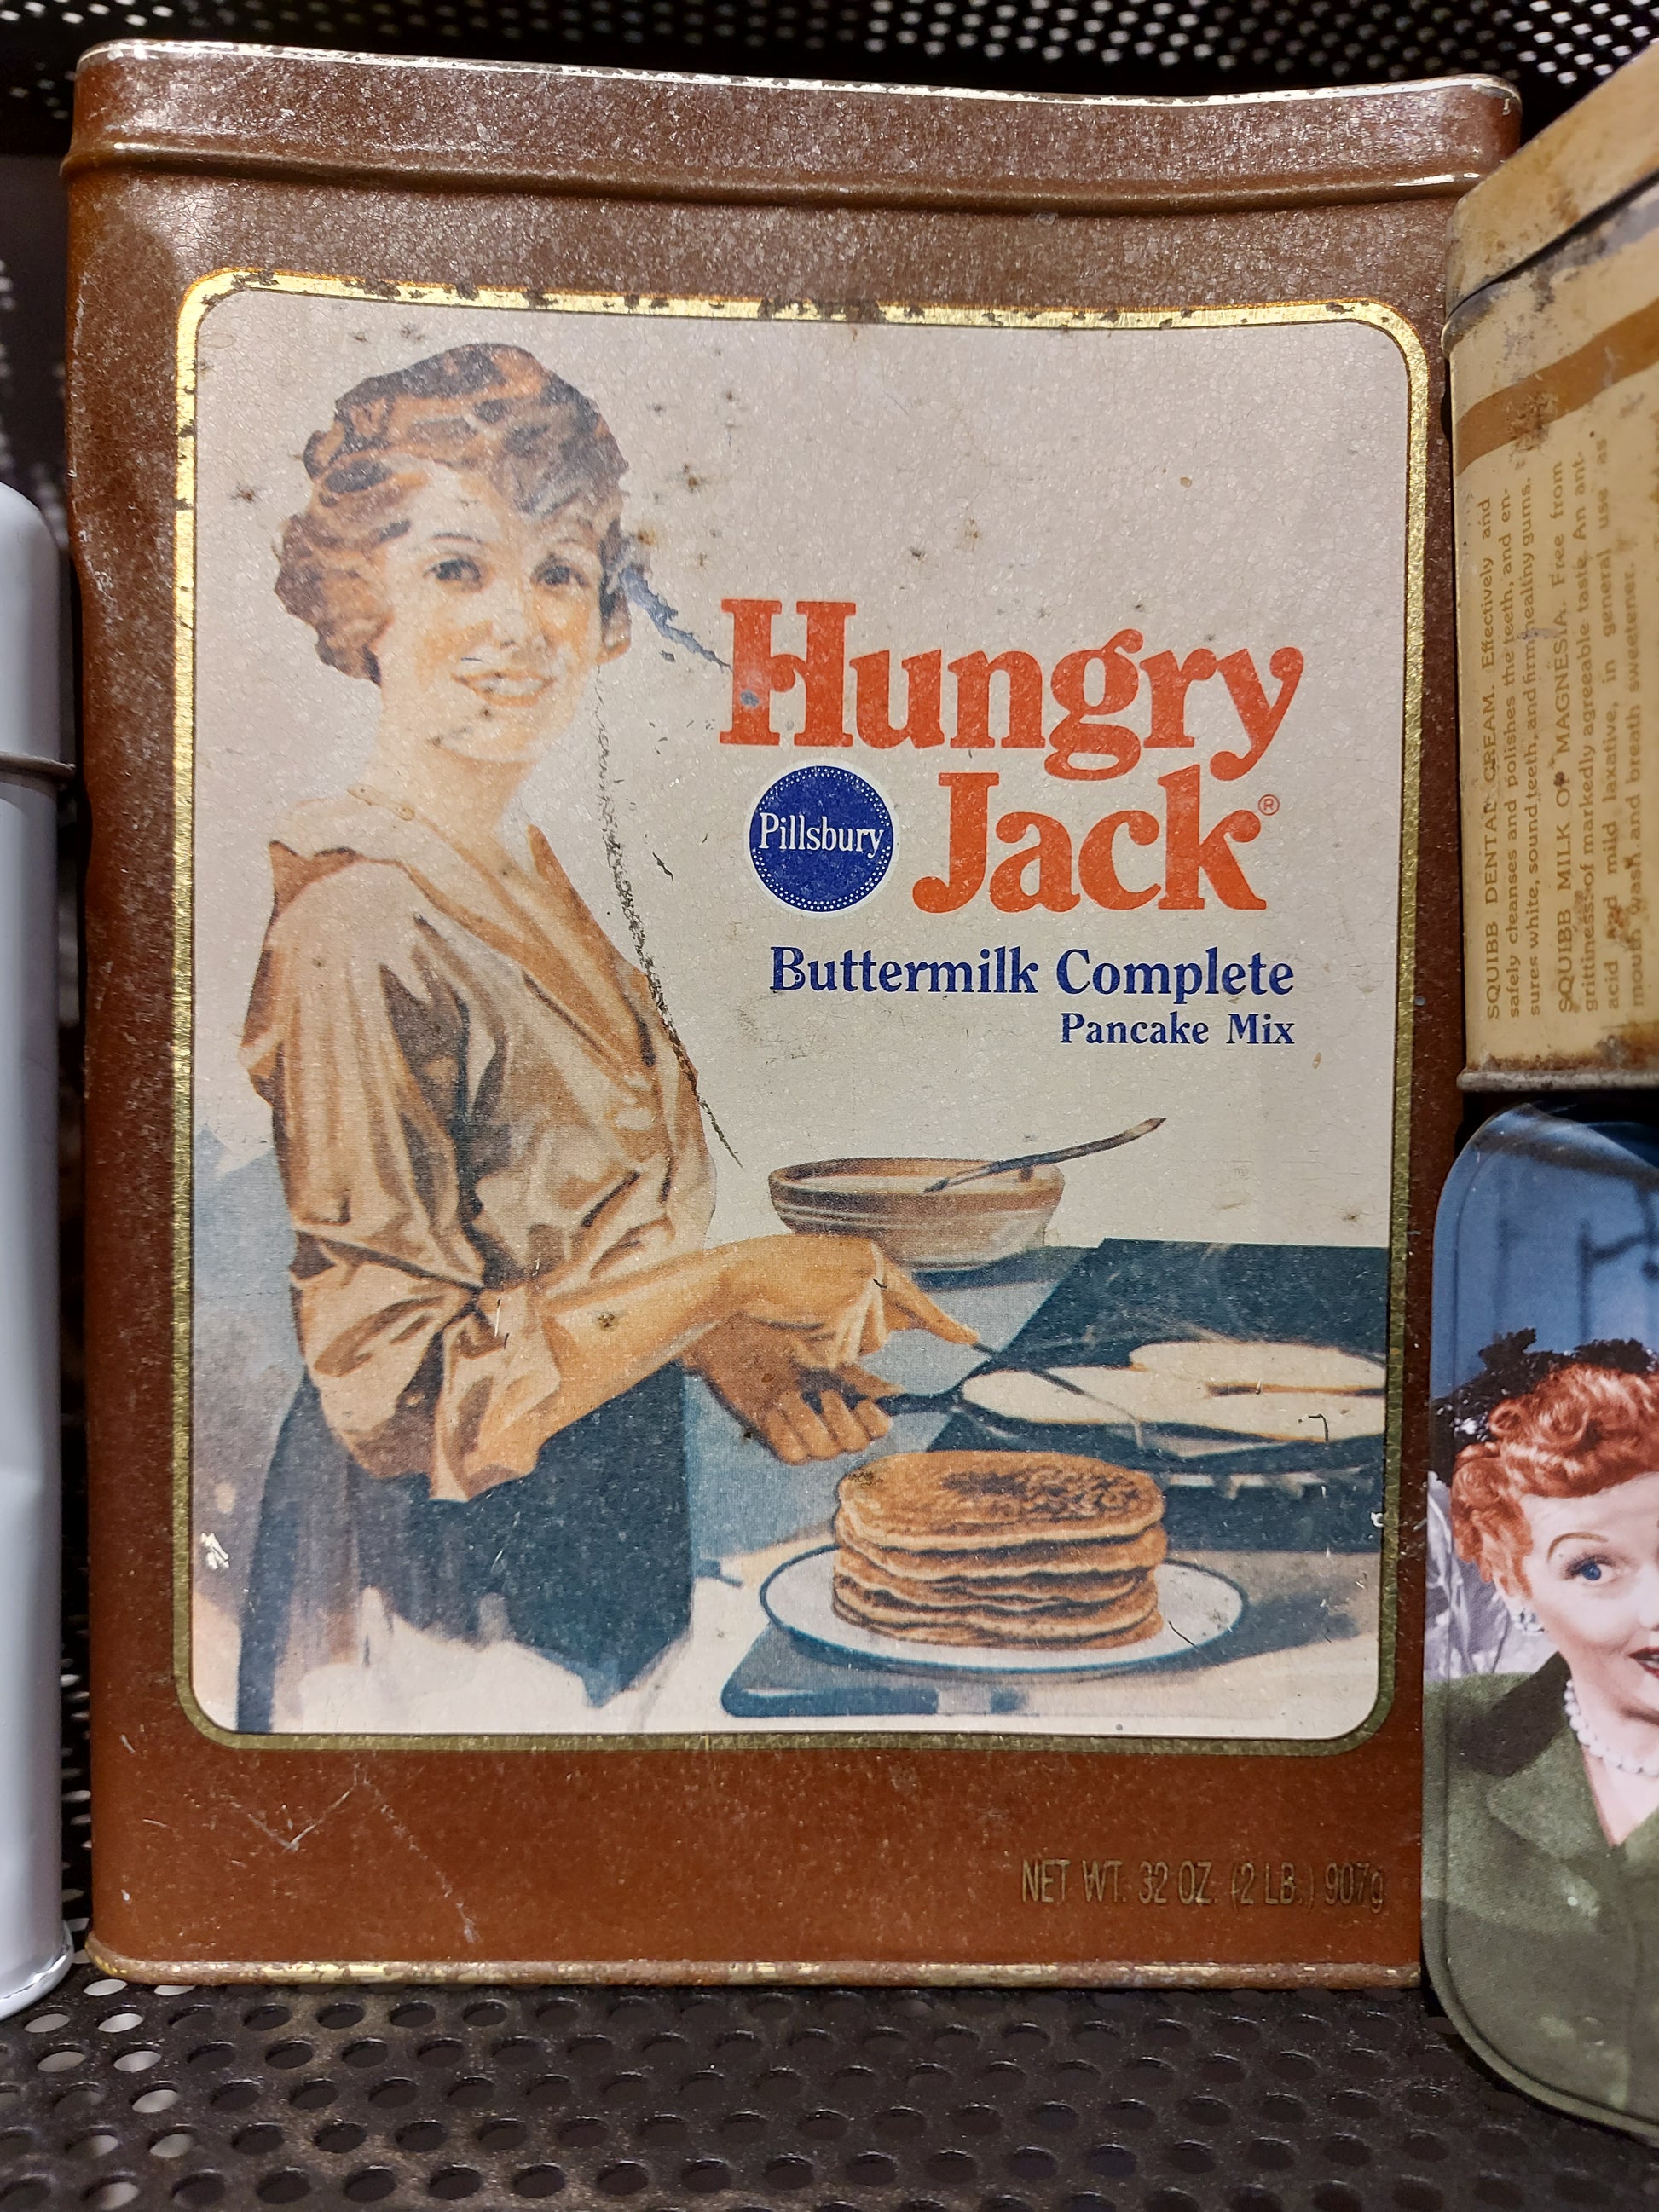 Hungry
Jack®
Pillsbury
Buttermilk Complete
Pancake Mix
NET WT. 32 OZ. (2 LB.) 907g
SQUIBB DENTAL CREAM. Effectively and
safely cleanses and polishes the teeth, and en-
sures white, sound teeth, and firm healthy gums.
SQUIBB MILK OF MAGNESIA. Free from
grittiness: of markedly agreeable taste. An ant-
acid and mild laxative, in general use as
mouth wash and breath sweetener.